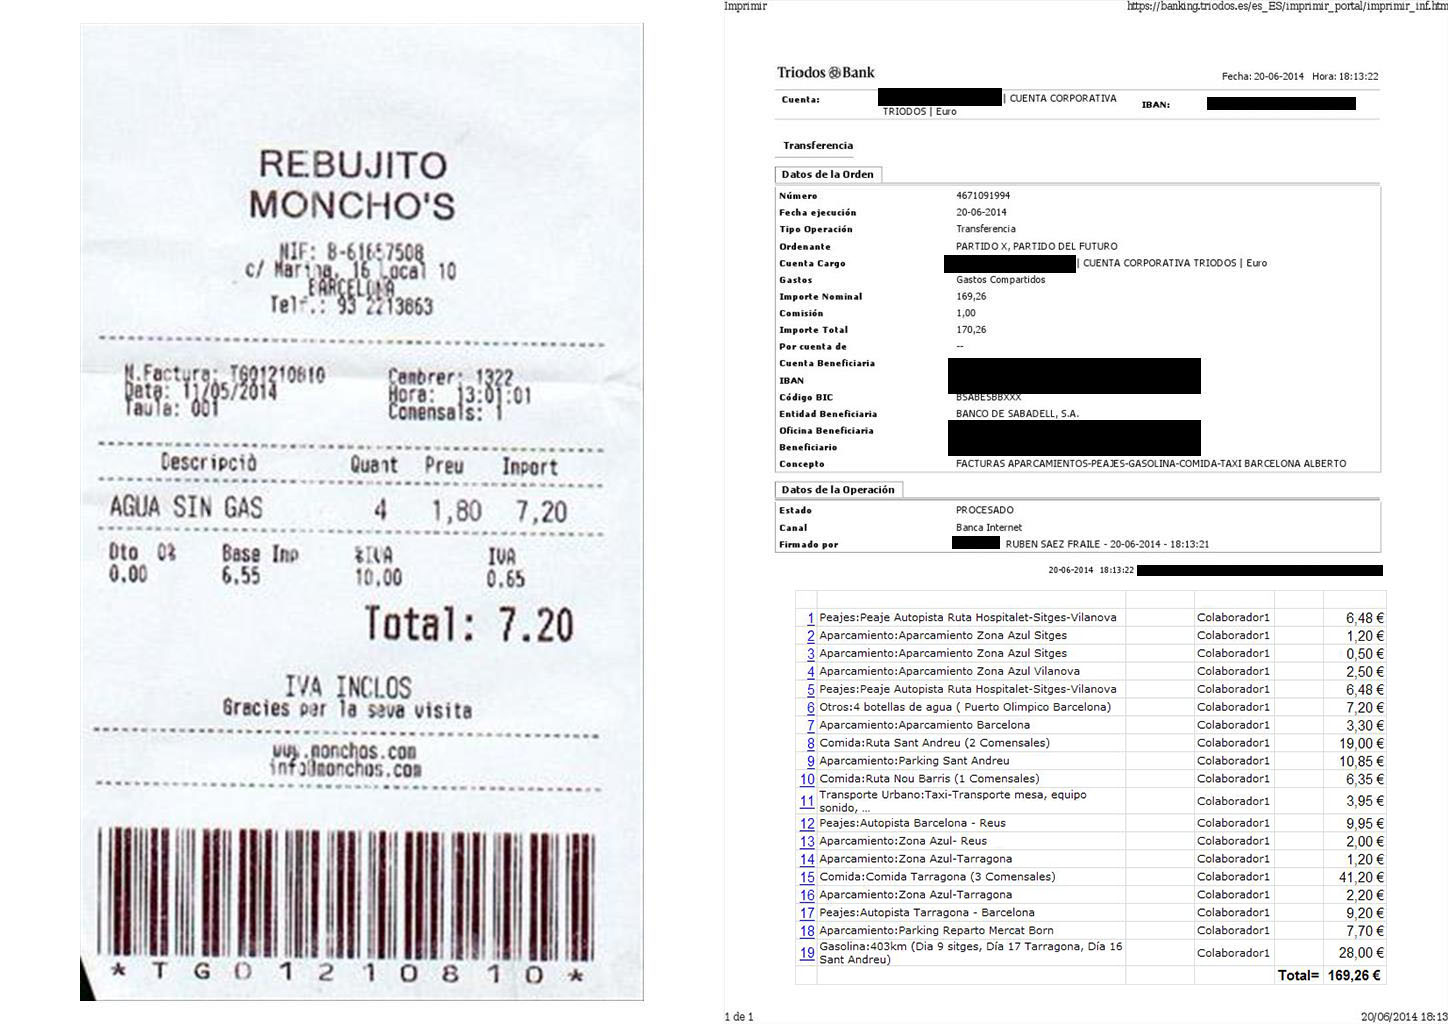 REBUJITO
MONCHO'S
NIF: B-61657508
c/ Marina, 16 Local 10
BARCELONA
Telf.: 93 2213863
N.Factura: TG01210810 Cambrer: 1322
Data: 11/05/2014 Hora: 13:01:01
Taula: 001 Comensals: 1
Descripció Quant Preu Import
AGUA SIN GAS 4 1,80 7,20
Dto 0% Base Imp %IVA IVA
0.00 6,55 10,00 0.65
Total: 7.20
IVA INCLOS
Gracies per la seva visita
www.monchos.com
info@monchos.com
*TG01210810*
Imprimir https://banking.triodos.es/es_ES/imprimir_portal/imprimir_inf.htm
Triodos Bank Fecha: 20-06-2014 Hora: 18:13:22
Cuenta: | CUENTA CORPORATIVA IBAN:
TRIODOS | Euro
Transferencia
Datos de la Orden
Número 4671091994
Fecha ejecución 20-06-2014
Tipo Operación Transferencia
Ordenante PARTIDO X, PARTIDO DEL FUTURO
Cuenta Cargo | CUENTA CORPORATIVA TRIODOS | Euro
Gastos Gastos Compartidos
Importe Nominal 169,26
Comisión 1,00
Importe Total 170,26
Por cuenta de --
Cuenta Beneficiaria
IBAN
Código BIC BSABESBBXXX
Entidad Beneficiaria BANCO DE SABADELL, S.A.
Oficina Beneficiaria
Beneficiario
Concepto FACTURAS APARCAMIENTOS-PEAJES-GASOLINA-COMIDA-TAXI BARCELONA ALBERTO
Datos de la Operación
Estado PROCESADO
Canal Banca Internet
Firmado por RUBEN SAEZ FRAILE - 20-06-2014 - 18:13:21
20-06-2014 18:13:22
1 Peajes:Peaje Autopista Ruta Hospitalet-Sitges-Vilanova Colaborador1 6,48 €
2 Aparcamiento:Aparcamiento Zona Azul Sitges Colaborador1 1,20 €
3 Aparcamiento:Aparcamiento Zona Azul Sitges Colaborador1 0,50 €
4 Aparcamiento:Aparcamiento Zona Azul Vilanova Colaborador1 2,50 €
5 Peajes:Peaje Autopista Ruta Hospitalet-Sitges-Vilanova Colaborador1 6,48 €
6 Otros:4 botellas de agua ( Puerto Olimpico Barcelona) Colaborador1 7,20 €
7 Aparcamiento:Aparcamiento Barcelona Colaborador1 3,30 €
8 Comida:Ruta Sant Andreu (2 Comensales) Colaborador1 19,00 €
9 Aparcamiento:Parking Sant Andreu Colaborador1 10,85 €
10 Comida:Ruta Nou Barris (1 Comensales) Colaborador1 6,35 €
11 Transporte Urbano:Taxi-Transporte mesa, equipo
sonido, ... Colaborador1 3,95 €
12 Peajes:Autopista Barcelona - Reus Colaborador1 9,95 €
13 Aparcamiento:Zona Azul- Reus Colaborador1 2,00 €
14 Aparcamiento:Zona Azul-Tarragona Colaborador1 1,20 €
15 Comida:Comida Tarragona (3 Comensales) Colaborador1 41,20 €
16 Aparcamiento:Zona Azul-Tarragona Colaborador1 2,20 €
17 Peajes:Autopista Tarragona - Barcelona Colaborador1 9,20 €
18 Aparcamiento:Parking Reparto Mercat Born Colaborador1 7,70 €
19 Gasolina:403km (Dia 9 sitges, Día 17 Tarragona, Día 16
Sant Andreu) Colaborador1 28,00 €
Total= 169,26 €
1 de 1 20/06/2014 18:13